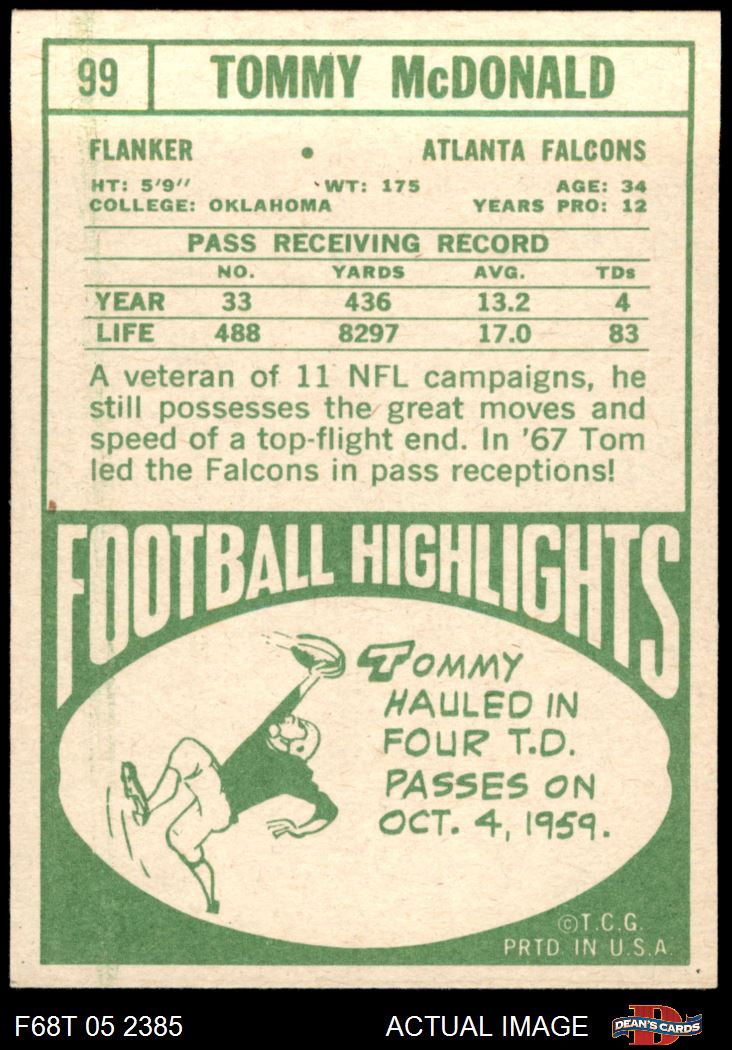 99 TOMMY McDONALD
FLANKER • ATLANTA FALCONS
HT: 5'9" WT: 175 AGE: 34
COLLEGE: OKLAHOMA YEARS PRO: 12
PASS RECEIVING RECORD
NO. YARDS AVG. TDs
YEAR 33 436 13.2 4
LIFE 488 8297 17.0 83
A veteran of 11 NFL campaigns, he
still possesses the great moves and
speed of a top-flight end. In '67 Tom
led the Falcons in pass receptions!
FOOTBALL HIGHLIGHTS
TOMMY
HAULED IN
FOUR T.D.
PASSES ON
OCT. 4, 1959.
©T.C.G.
PRTD. IN U.S.A
F68T 05 2385 ACTUAL IMAGE
D
DEAN'S CARDS